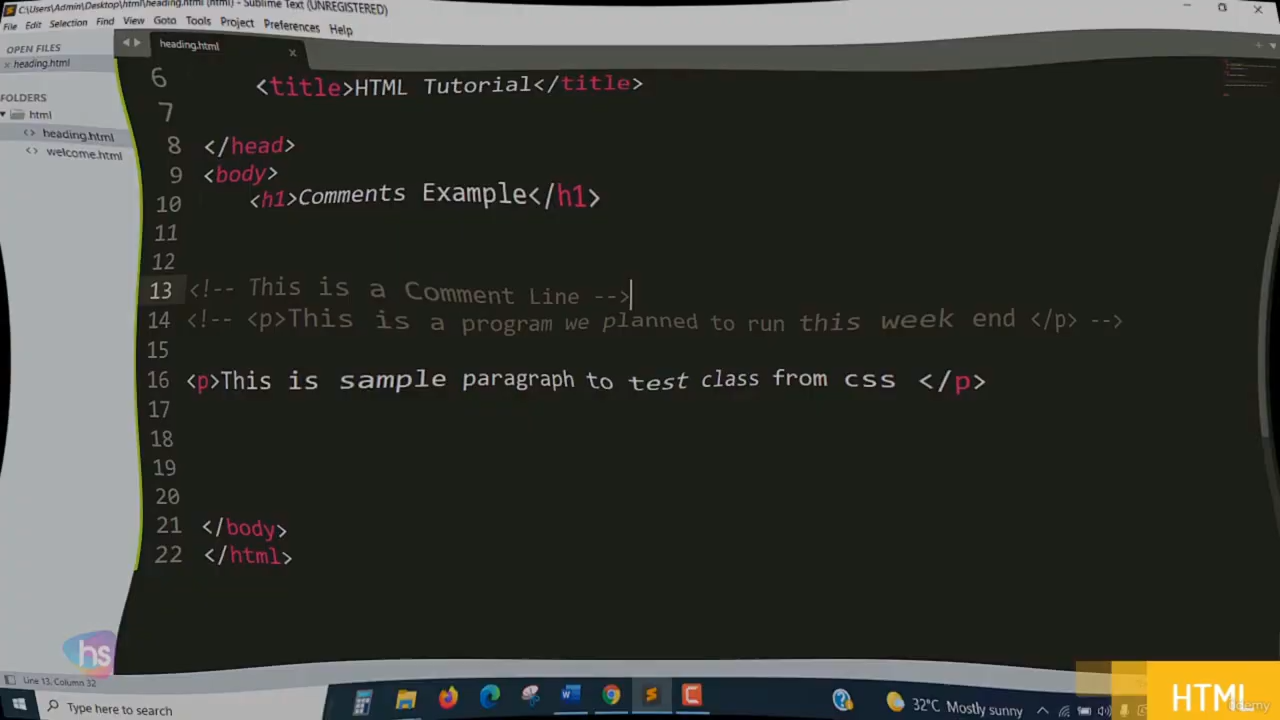 C:\Users\Admin\Desktop\html\heading.html (html) - Sublime Text (UNREGISTERED)
File Edit Selection Find View Goto Tools Project Preferences Help
OPEN FILES
heading.html
FOLDERS
html
heading.html
welcome.html
heading.html
6 <title>HTML Tutorial</title>
7
8 </head>
9 <body>
10 <h1>Comments Example</h1>
11
12
13 <!-- This is a Comment Line -->
14 <!-- <p>This is a program we planned to run this week end </p> -->
15
16 <p>This is sample paragraph to test class from css </p>
17
18
19
20
21 </body>
22 </html>
hs
Line 13, Column 32
HTML
Type here to search
32°C Mostly sunny
Udemy